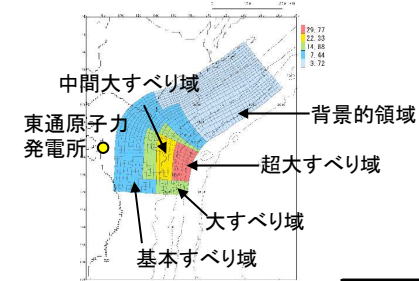 29.77
22.33
14.88
7.44
3.72
中間大すべり域
背景的領域
東通原子力
発電所
超大すべり域
大すべり域
基本すべり域